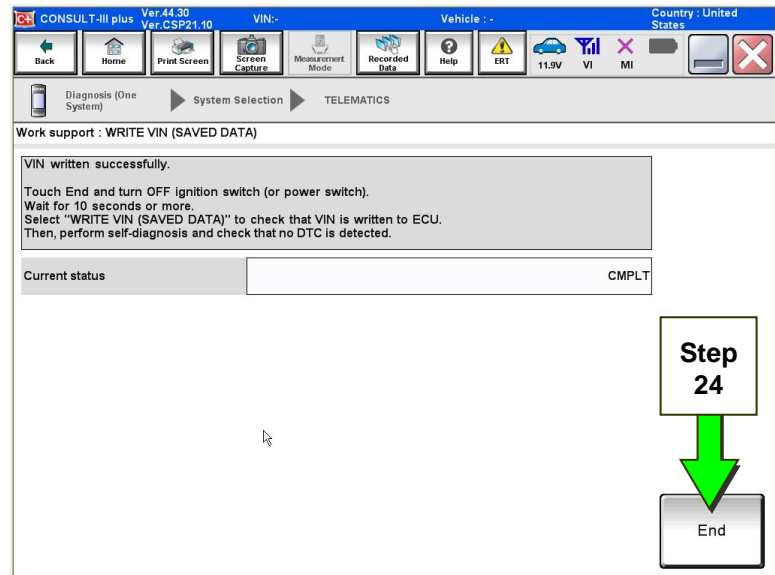 C+ CONSULT-III plus Ver.44.30 Ver.CSP21.10 VIN:- Vehicle : - Country : United States
Back Home Print Screen Screen Capture Measurement Mode Recorded Data Help ERT 11.9V VI MI
Diagnosis (One System) System Selection TELEMATICS
Work support : WRITE VIN (SAVED DATA)
VIN written successfully.
Touch End and turn OFF ignition switch (or power switch).
Wait for 10 seconds or more.
Select "WRITE VIN (SAVED DATA)" to check that VIN is written to ECU.
Then, perform self-diagnosis and check that no DTC is detected.
Current status CMPLT
Step
24
End